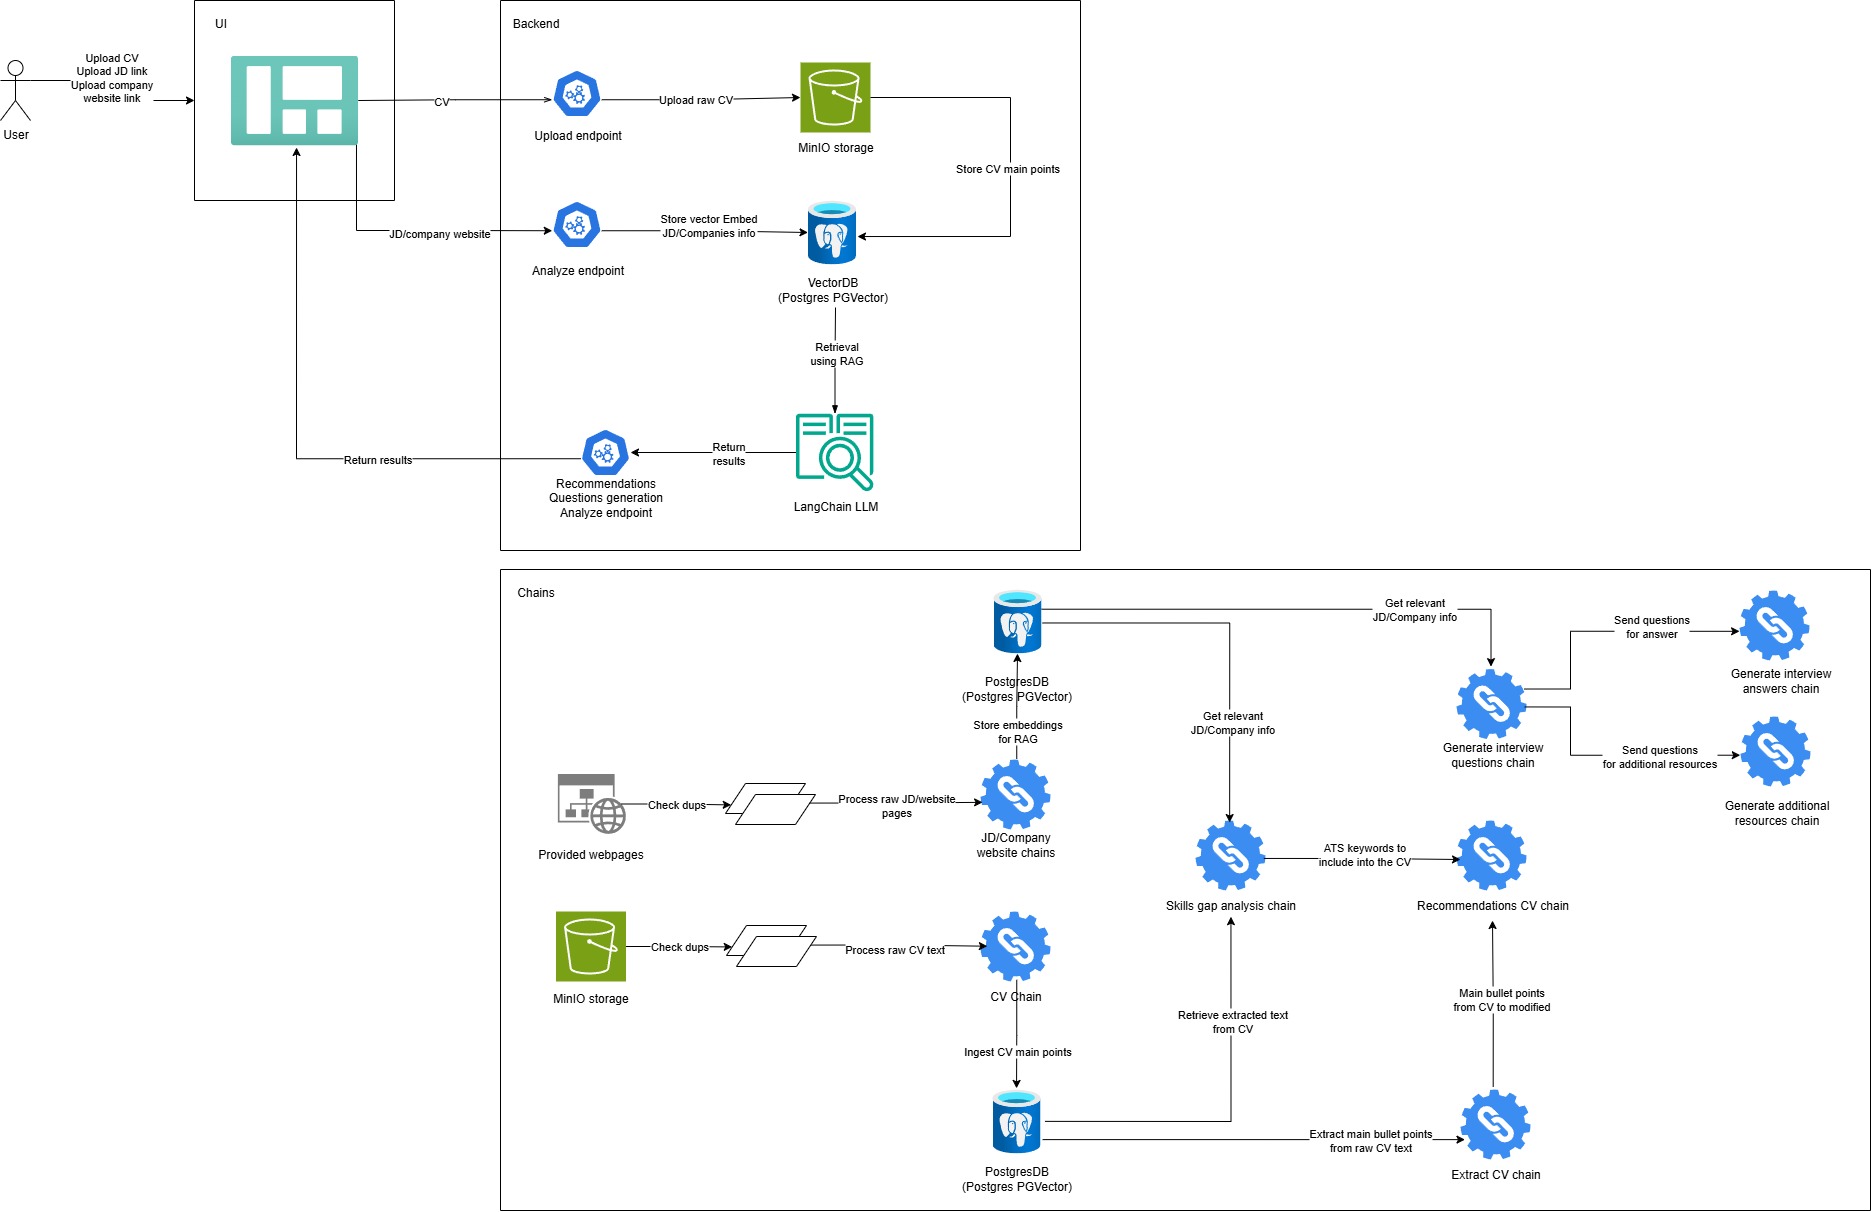 UI
Backend
Upload CV
Upload JD link
Upload company
website link
User
CV
Upload endpoint
Upload raw CV
MinIO storage
Store CV main points
JD/company website
Analyze endpoint
Store vector Embed
JD/Companies info
VectorDB
(Postgres PGVector)
Retrieval
using RAG
Return results
Recommendations
Questions generation
Analyze endpoint
Return
results
LangChain LLM
Chains
PostgresDB
(Postgres PGVector)
Store embeddings
for RAG
Get relevant
JD/Company info
Send questions
for answer
Generate interview
answers chain
Get relevant
JD/Company info
Generate interview
questions chain
Send questions
for additional resources
Generate additional
resources chain
Provided webpages
Check dups
Process raw JD/website
pages
JD/Company
website chains
Skills gap analysis chain
ATS keywords to
include into the CV
Recommendations CV chain
MinIO storage
Check dups
Process raw CV text
CV Chain
Ingest CV main points
Retrieve extracted text
from CV
Main bullet points
from CV to modified
PostgresDB
(Postgres PGVector)
Extract main bullet points
from raw CV text
Extract CV chain